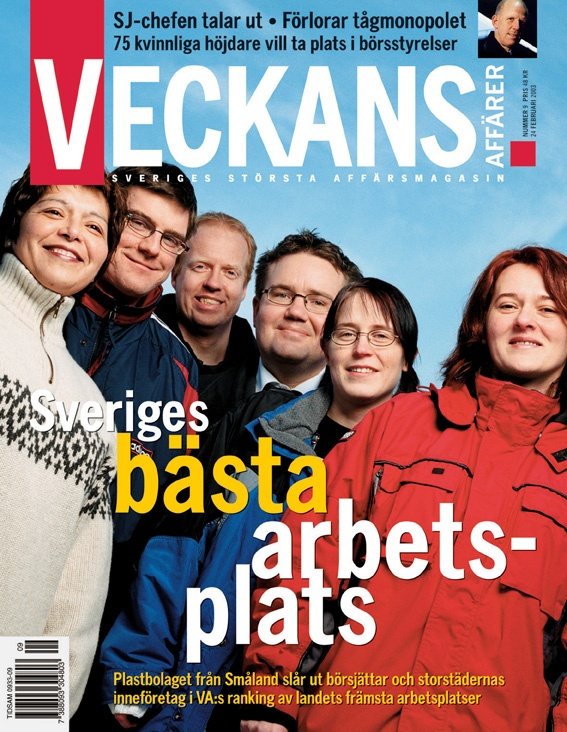 SJ-chefen talar ut • Förlorar tågmonopolet
75 kvinnliga höjdare vill ta plats i börsstyrelser
VECKANS
AFFÄRER
NUMMER 9 PRIS 48 KR
24 FEBRUARI 2003
SVERIGES STÖRSTA AFFÄRSMAGASIN
Sveriges
bästa
arbets-
plats
Plastbolaget från Småland slår ut börsjättar och storstädernas
inneföretag i VA:s ranking av landets främsta arbetsplatser
TIDSAM 0933-09
09
7 388093 304803
adidas